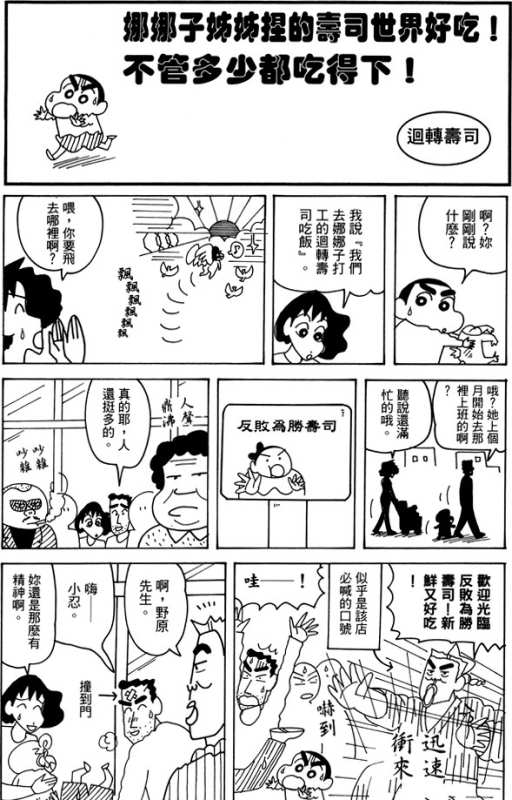 娜娜子姊姊捏的壽司世界好吃！
不管多少都吃得下！
迴轉壽司
啊？妳
剛剛說
什麼？
我說『我們
去娜娜子打
工的迴轉壽
司吃飯』。
飄飄飄飄飄
喂，你要飛
去哪裡啊？
哦？她上個
月開始去那
裡上班的啊
？
聽說還滿
忙的哦。
反敗為勝壽司
人聲
鼎沸
真的耶，人
還挺多的。
吵雜
吵雜
歡迎光臨
反敗為勝
壽司！新
鮮又好吃
！
似乎是該店
必喊的口號
哇——！
迅速
衝來
嚇到
啊，野原
先生。
撞到門
嗨
小忍。
妳還是那麼有
精神啊。